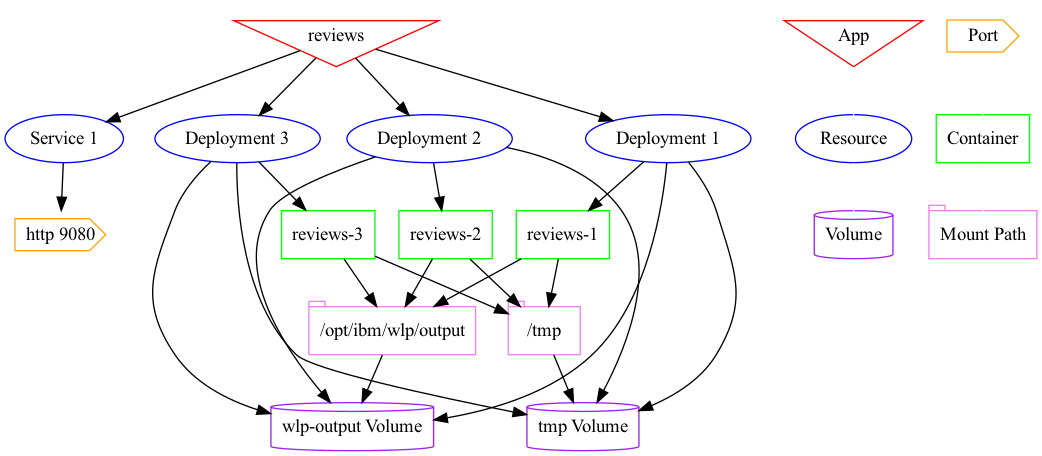 reviews
App
Port
Service 1
Deployment 3
Deployment 2
Deployment 1
Resource
Container
http 9080
reviews-3
reviews-2
reviews-1
Volume
Mount Path
/opt/ibm/wlp/output
/tmp
wlp-output Volume
tmp Volume